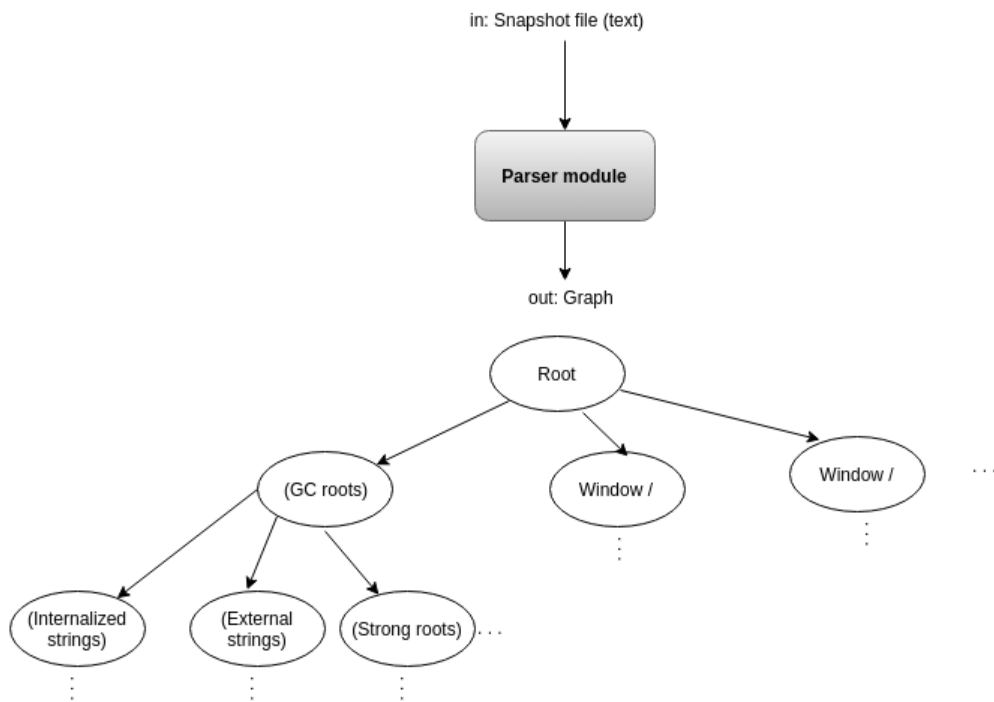 in: Snapshot file (text)
Parser module
out: Graph
Root
(GC roots)
Window /
Window /
. . .
(Internalized
strings)
(External
strings)
(Strong roots)
. . .